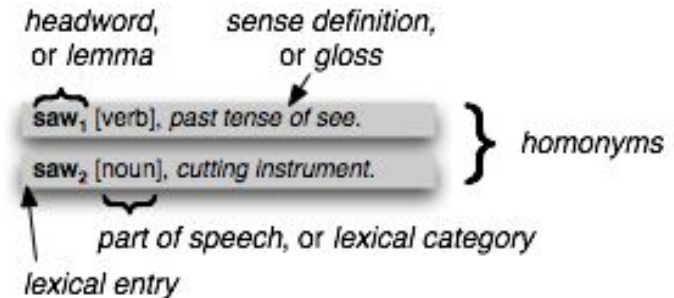 headword,
or lemma
sense definition,
or gloss
saw₁ [verb], past tense of see.
saw₂ [noun], cutting instrument.
homonyms
part of speech, or lexical category
lexical entry